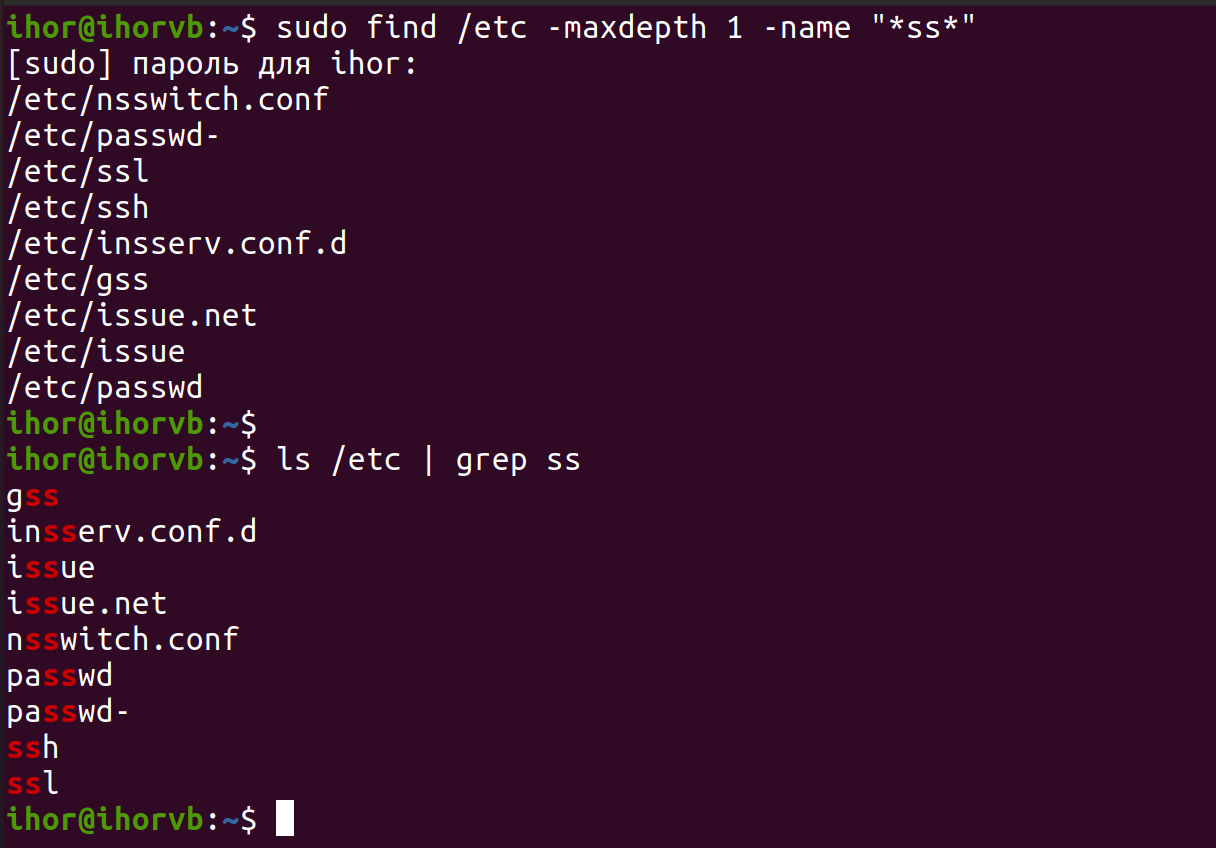 ihor@ihorvb:~$ sudo find /etc -maxdepth 1 -name "*ss*"
[sudo] пароль для ihor:
/etc/nsswitch.conf
/etc/passwd-
/etc/ssl
/etc/ssh
/etc/insserv.conf.d
/etc/gss
/etc/issue.net
/etc/issue
/etc/passwd
ihor@ihorvb:~$
ihor@ihorvb:~$ ls /etc | grep ss
gss
insserv.conf.d
issue
issue.net
nsswitch.conf
passwd
passwd-
ssh
ssl
ihor@ihorvb:~$